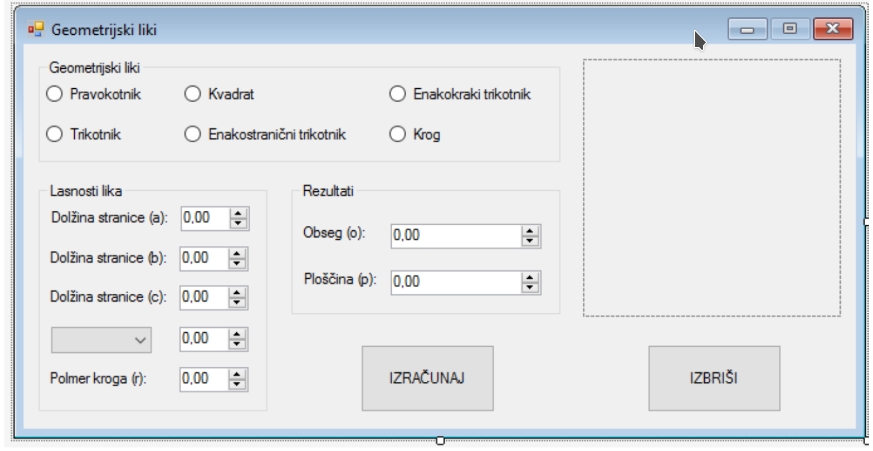 Geometrijski liki
Geometrijski liki
Pravokotnik Kvadrat Enakokraki trikotnik
Trikotnik Enakostranični trikotnik Krog
Lasnosti lika
Dolžina stranice (a): 0,00
Dolžina stranice (b): 0,00
Dolžina stranice (c): 0,00
0,00
Polmer kroga (r): 0,00
Rezultati
Obseg (o): 0,00
Ploščina (p): 0,00
IZRAČUNAJ
IZBRIŠI